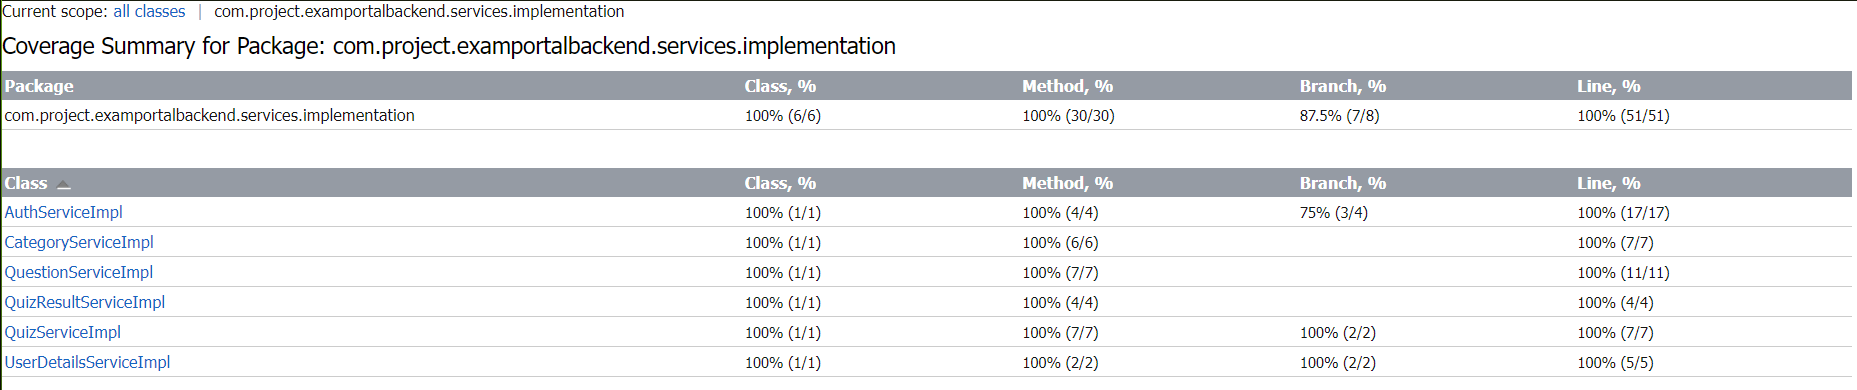 Current scope: all classes | com.project.examportalbackend.services.implementation
Coverage Summary for Package: com.project.examportalbackend.services.implementation
Package Class, % Method, % Branch, % Line, %
com.project.examportalbackend.services.implementation 100% (6/6) 100% (30/30) 87.5% (7/8) 100% (51/51)
Class Class, % Method, % Branch, % Line, %
AuthServiceImpl 100% (1/1) 100% (4/4) 75% (3/4) 100% (17/17)
CategoryServiceImpl 100% (1/1) 100% (6/6) 100% (7/7)
QuestionServiceImpl 100% (1/1) 100% (7/7) 100% (11/11)
QuizResultServiceImpl 100% (1/1) 100% (4/4) 100% (4/4)
QuizServiceImpl 100% (1/1) 100% (7/7) 100% (2/2) 100% (7/7)
UserDetailsServiceImpl 100% (1/1) 100% (2/2) 100% (2/2) 100% (5/5)